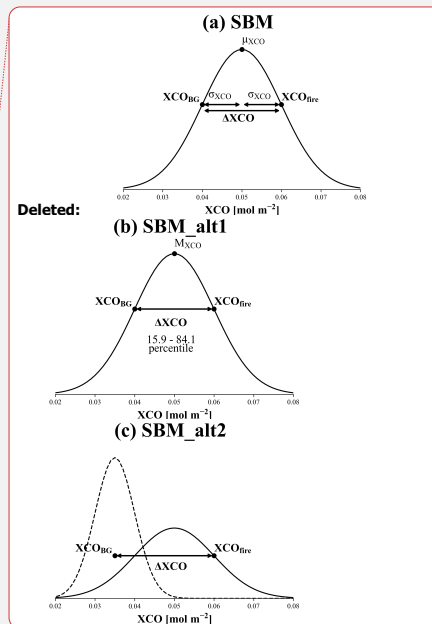 (a) SBM
μXCO
XCOBG σXCO σXCO XCOfire
ΔXCO
0.02 0.03 0.04 0.05 0.06 0.07 0.08
XCO [mol m−2]
Deleted:
(b) SBM_alt1
MXCO
XCOBG XCOfire
ΔXCO
15.9 - 84.1
percentile
0.02 0.03 0.04 0.05 0.06 0.07 0.08
XCO [mol m−2]
(c) SBM_alt2
XCOBG XCOfire
ΔXCO
0.02 0.03 0.04 0.05 0.06 0.07 0.08
XCO [mol m−2]